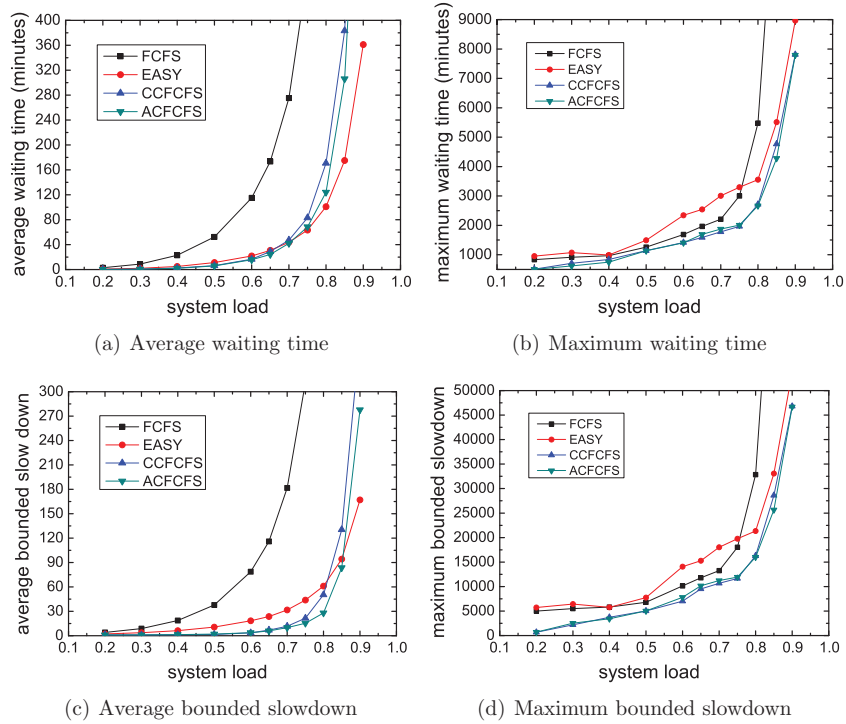 400
360
320
280
240
200
160
120
80
40
0
average waiting time (minutes)
FCFS
EASY
CCFCFS
ACFCFS
0.1 0.2 0.3 0.4 0.5 0.6 0.7 0.8 0.9 1.0
system load
(a) Average waiting time
9000
8000
7000
6000
5000
4000
3000
2000
1000
maximum waiting time (minutes)
FCFS
EASY
CCFCFS
ACFCFS
0.1 0.2 0.3 0.4 0.5 0.6 0.7 0.8 0.9 1.0
system load
(b) Maximum waiting time
300
270
240
210
180
150
120
90
60
30
0
average bounded slow down
FCFS
EASY
CCFCFS
ACFCFS
0.1 0.2 0.3 0.4 0.5 0.6 0.7 0.8 0.9 1.0
system load
(c) Average bounded slowdown
50000
45000
40000
35000
30000
25000
20000
15000
10000
5000
0
maximum bounded slowdown
FCFS
EASY
CCFCFS
ACFCFS
0.1 0.2 0.3 0.4 0.5 0.6 0.7 0.8 0.9 1.0
system load
(d) Maximum bounded slowdown